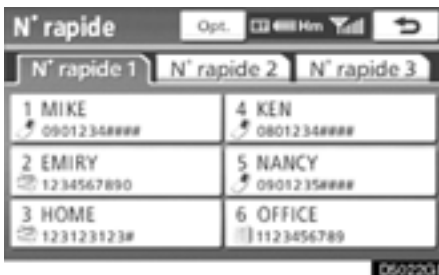 N° rapide Opt. Hm
N° rapide 1 N° rapide 2 N° rapide 3
1 MIKE 4 KEN
0901234#### 0801234####
2 EMIRY 5 NANCY
1234567890 0901235####
3 HOME 6 OFFICE
123123123# 1123456789